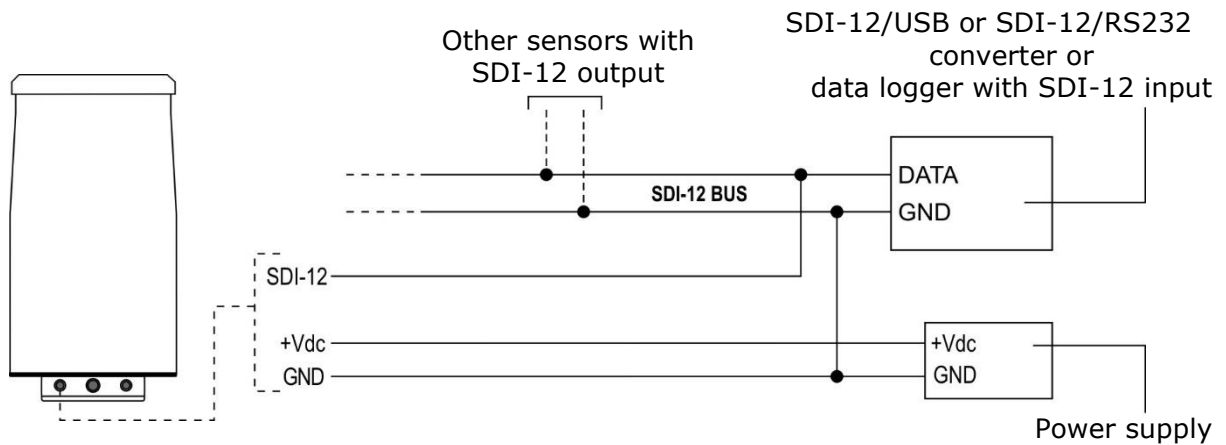 SDI-12/USB or SDI-12/RS232
converter or
data logger with SDI-12 input
Other sensors with
SDI-12 output
DATA
SDI-12 BUS
GND
SDI-12
+Vdc
+Vdc
GND
GND
Power supply